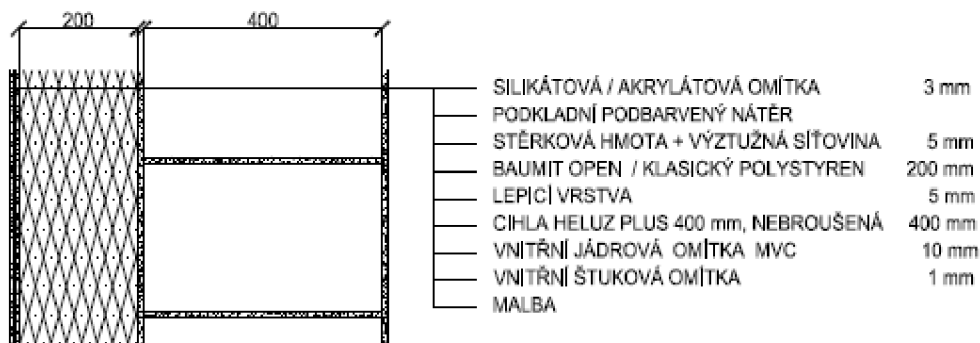 200 400
SILIKÁTOVÁ / AKRYLÁTOVÁ OMÍTKA 3 mm
PODKLADNÍ PODBARVENÝ NÁTĚR
STĚRKOVÁ HMOTA + VÝZTUŽNÁ SÍŤOVINA 5 mm
BAUMIT OPEN / KLASICKÝ POLYSTYREN 200 mm
LEPICÍ VRSTVA 5 mm
CIHLA HELUZ PLUS 400 mm, NEBROUŠENÁ 400 mm
VNITŘNÍ JÁDROVÁ OMÍTKA MVC 10 mm
VNITŘNÍ ŠTUKOVÁ OMÍTKA 1 mm
MALBA